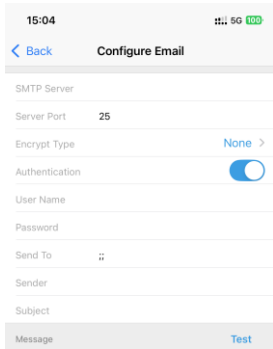 15:04 5G 100
Back Configure Email
SMTP Server
Server Port 25
Encrypt Type None >
Authentication
User Name
Password
Send To ;;
Sender
Subject
Message Test